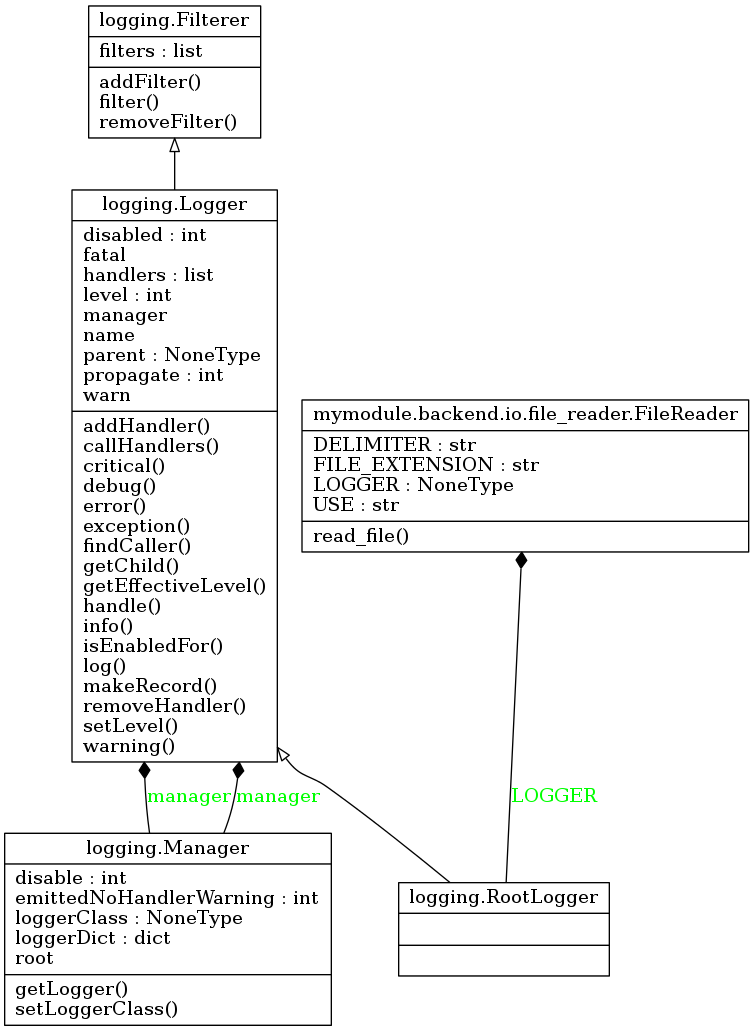 logging.Filterer
filters : list
addFilter()
filter()
removeFilter()
logging.Logger
disabled : int
fatal
handlers : list
level : int
manager
name
parent : NoneType
propagate : int
warn
addHandler()
callHandlers()
critical()
debug()
error()
exception()
findCaller()
getChild()
getEffectiveLevel()
handle()
info()
isEnabledFor()
log()
makeRecord()
removeHandler()
setLevel()
warning()
mymodule.backend.io.file_reader.FileReader
DELIMITER : str
FILE_EXTENSION : str
LOGGER : NoneType
USE : str
read_file()
manager
manager
LOGGER
logging.Manager
disable : int
emittedNoHandlerWarning : int
loggerClass : NoneType
loggerDict : dict
root
getLogger()
setLoggerClass()
logging.RootLogger